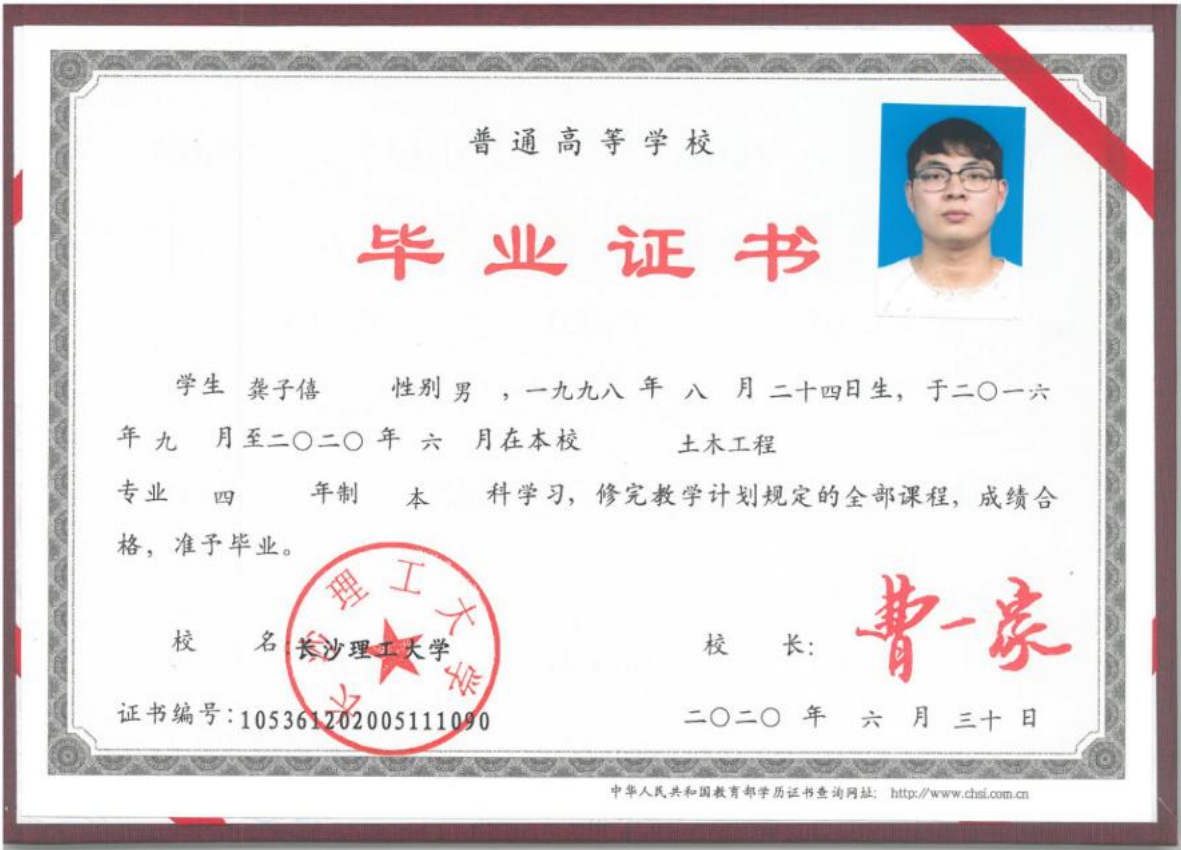 普通高等学校
毕业证书
学生 龚子僖 性别 男 ，一九九八 年 八 月 二十四日生，于二〇一六
年 九 月至二〇二〇 年 六 月在本校 土木工程
专业 四 年制 本 科学习，修完教学计划规定的全部课程，成绩合
格，准予毕业。
长沙理工大学
校 名:长沙理工大学
校 长: 曹一家
证书编号:105361202005111090
二〇二〇 年 六 月 三十 日
中华人民共和国教育部学历证书查询网址: http://www.chsi.com.cn